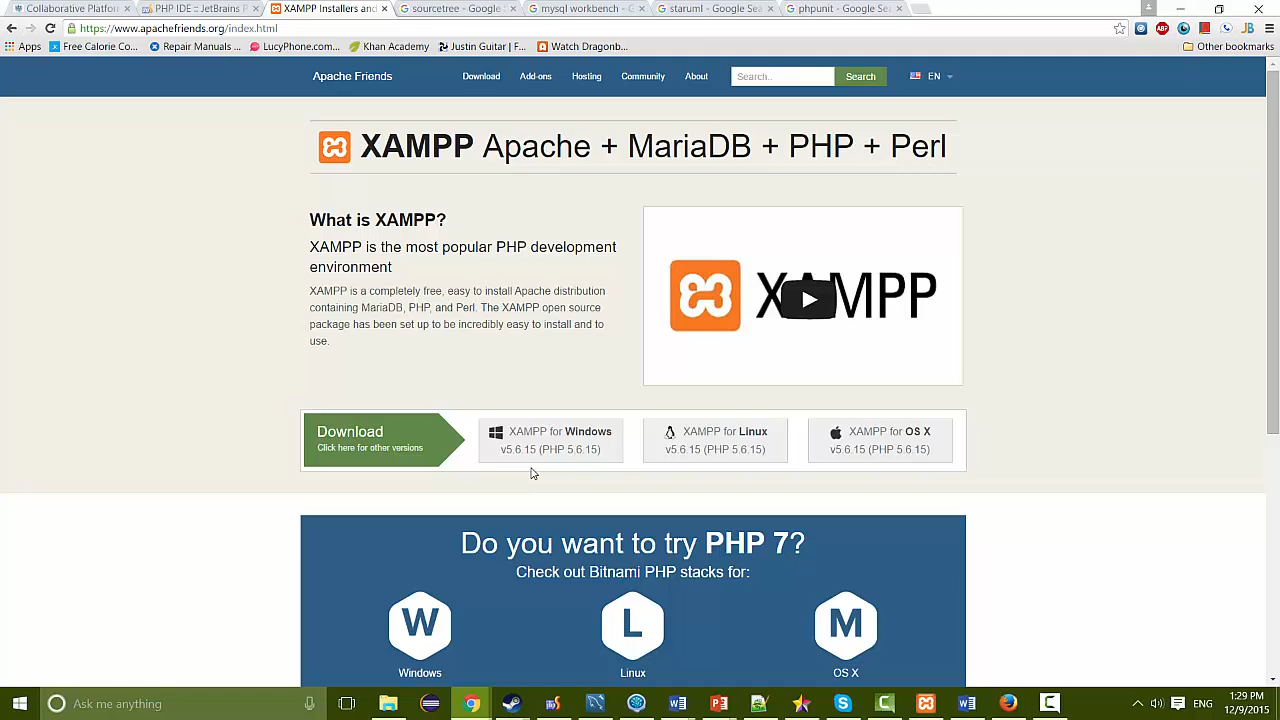 Collaborative Platform
PHP IDE :: JetBrains P
XAMPP Installers and
sourcetree - Google S
mysql workbench - G
staruml - Google Sea
phpunit - Google Sea
https://www.apachefriends.org/index.html
Apps
Free Calorie Co...
Repair Manuals ...
LucyPhone.com...
Khan Academy
Justin Guitar | F...
Watch Dragonb...
Other bookmarks
Apache Friends
Download
Add-ons
Hosting
Community
About
Search..
Search
EN
XAMPP Apache + MariaDB + PHP + Perl
What is XAMPP?
XAMPP is the most popular PHP development
environment
XAMPP is a completely free, easy to install Apache distribution
containing MariaDB, PHP, and Perl. The XAMPP open source
package has been set up to be incredibly easy to install and to
use.
XAMPP
Download
Click here for other versions
XAMPP for Windows
v5.6.15 (PHP 5.6.15)
XAMPP for Linux
v5.6.15 (PHP 5.6.15)
XAMPP for OS X
v5.6.15 (PHP 5.6.15)
Do you want to try PHP 7?
Check out Bitnami PHP stacks for:
W
L
M
Windows
Linux
OS X
Ask me anything
ENG
1:29 PM
12/9/2015